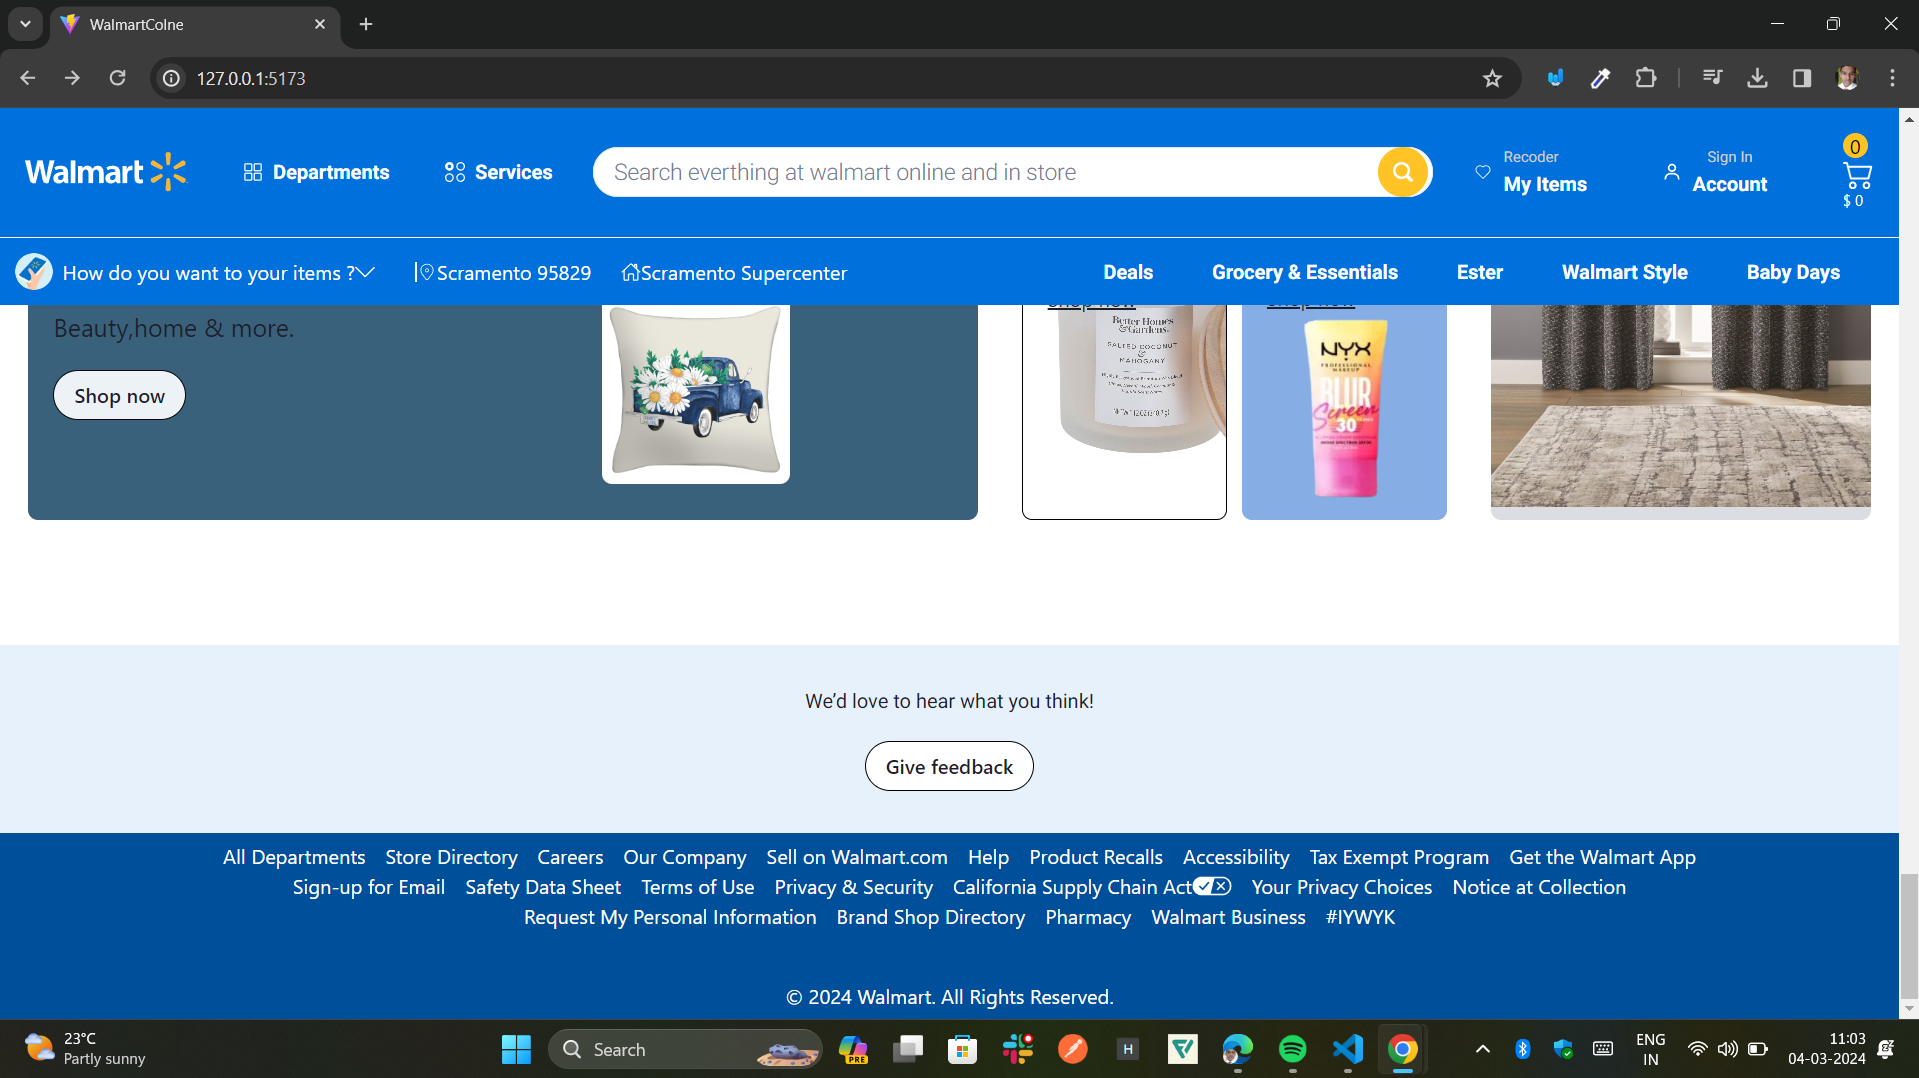 WalmartColne
127.0.0.1:5173
Walmart
Departments
Services
Search everthing at walmart online and in store
Recoder
My Items
Sign In
Account
0
$ 0
How do you want to your items ?
Scramento 95829
Scramento Supercenter
Deals
Grocery & Essentials
Ester
Walmart Style
Baby Days
Beauty,home & more.
Shop now
shop now
shop now
Better Homes
&Gardens.
SALTED COCONUT
&
MAHOGANY
NYX
PROFESSIONAL
MAKEUP
BLUR
Screen
30
We’d love to hear what you think!
Give feedback
All Departments Store Directory Careers Our Company Sell on Walmart.com Help Product Recalls Accessibility Tax Exempt Program Get the Walmart App
Sign-up for Email Safety Data Sheet Terms of Use Privacy & Security California Supply Chain Act Your Privacy Choices Notice at Collection
Request My Personal Information Brand Shop Directory Pharmacy Walmart Business #IYWYK
© 2024 Walmart. All Rights Reserved.
23°C
Partly sunny
Search
PRE
H
ENG
IN
11:03
04-03-2024